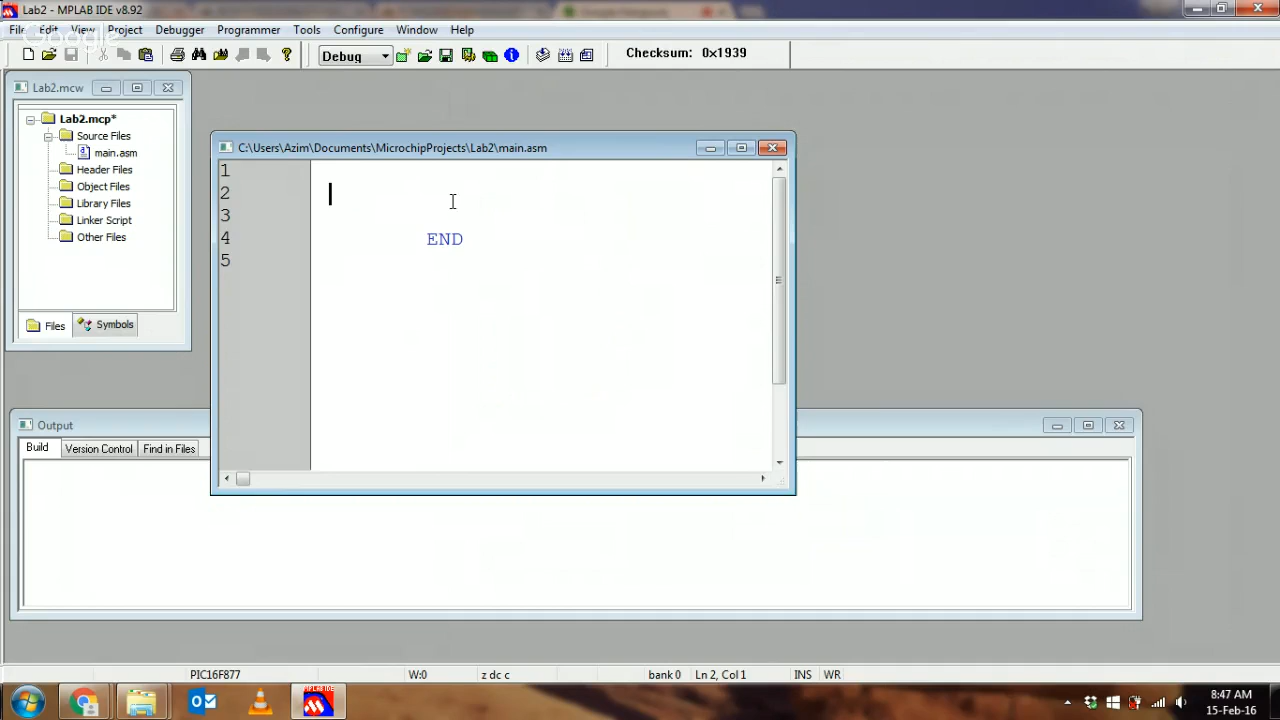 Lab2 - MPLAB IDE v8.92
File Edit View Project Debugger Programmer Tools Configure Window Help
Google
Debug
Checksum: 0x1939
Lab2.mcw
Lab2.mcp*
Source Files
main.asm
Header Files
Object Files
Library Files
Linker Script
Other Files
Files Symbols
C:\Users\Azim\Documents\MicrochipProjects\Lab2\main.asm
1
2
3
4 END
5
Output
Build Version Control Find in Files
PIC16F877 W:0 z dc c bank 0 Ln 2, Col 1 INS WR
MPLAB IDE
8:47 AM
15-Feb-16